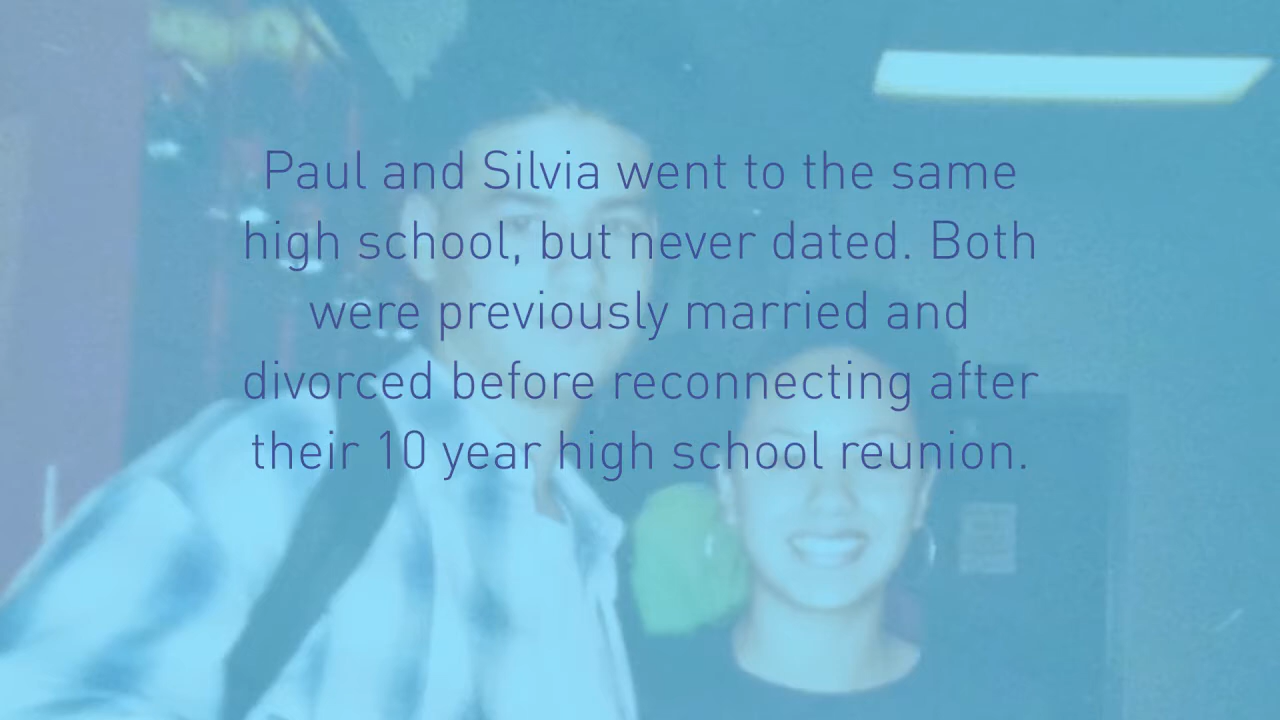 Paul and Silvia went to the same
high school, but never dated. Both
were previously married and
divorced before reconnecting after
their 10 year high school reunion.